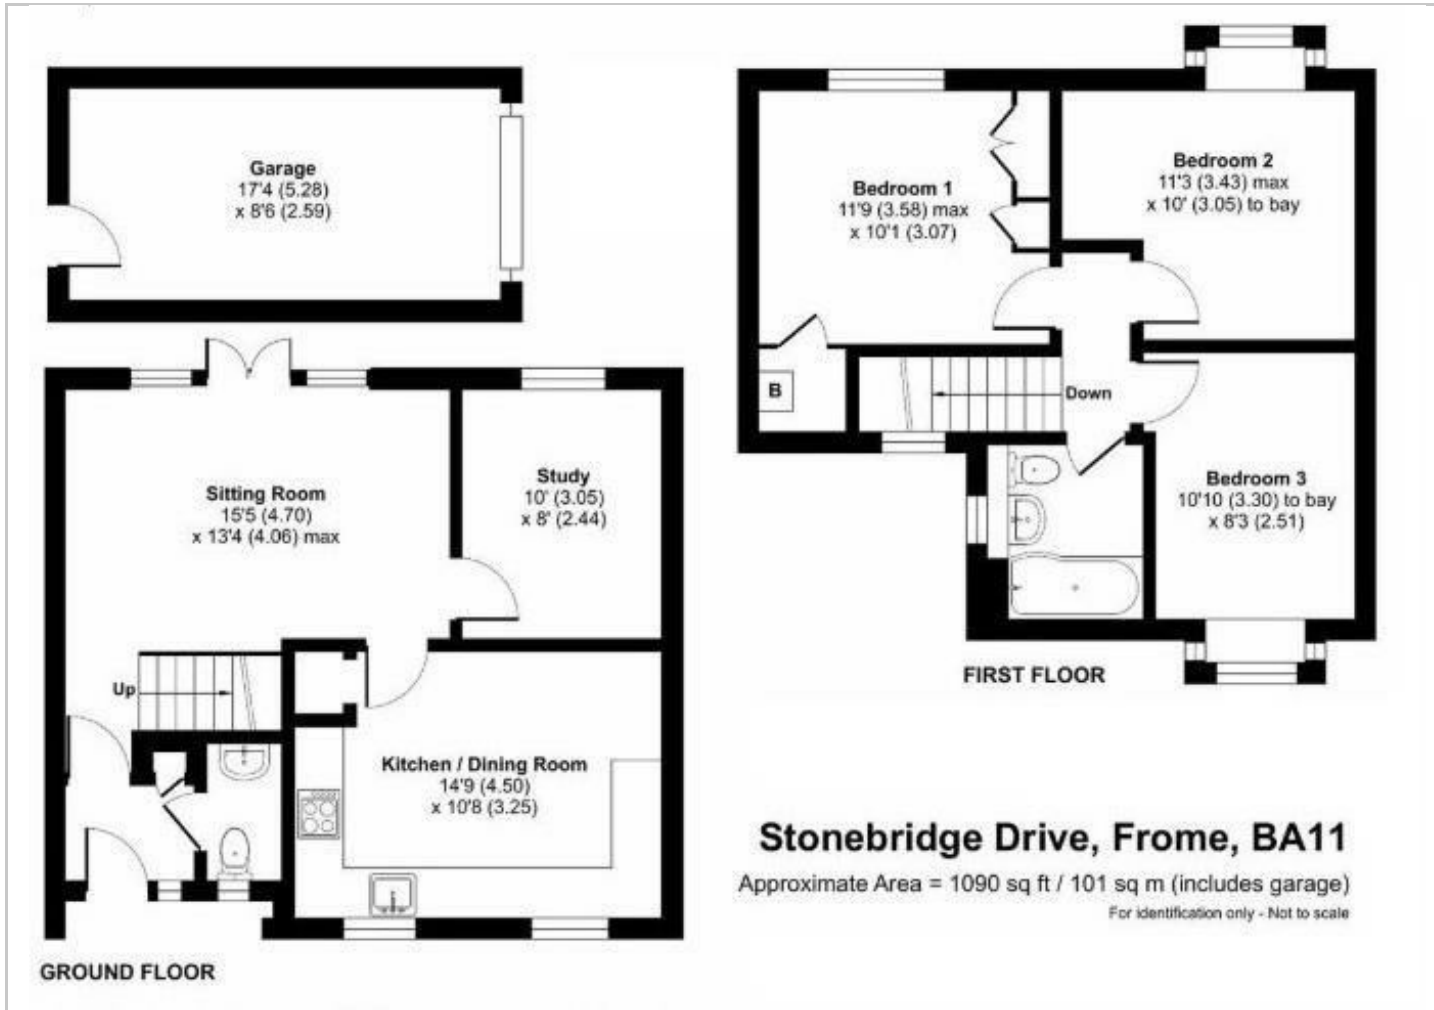 Garage
17'4 (5.28)
x 8'6 (2.59)
Sitting Room
15'5 (4.70)
x 13'4 (4.06) max
Study
10' (3.05)
x 8' (2.44)
Up
Kitchen / Dining Room
14'9 (4.50)
x 10'8 (3.25)
GROUND FLOOR
Bedroom 1
11'9 (3.58) max
x 10'1 (3.07)
Bedroom 2
11'3 (3.43) max
x 10' (3.05) to bay
B
Down
Bedroom 3
10'10 (3.30) to bay
x 8'3 (2.51)
FIRST FLOOR
Stonebridge Drive, Frome, BA11
Approximate Area = 1090 sq ft / 101 sq m (includes garage)
For identification only - Not to scale